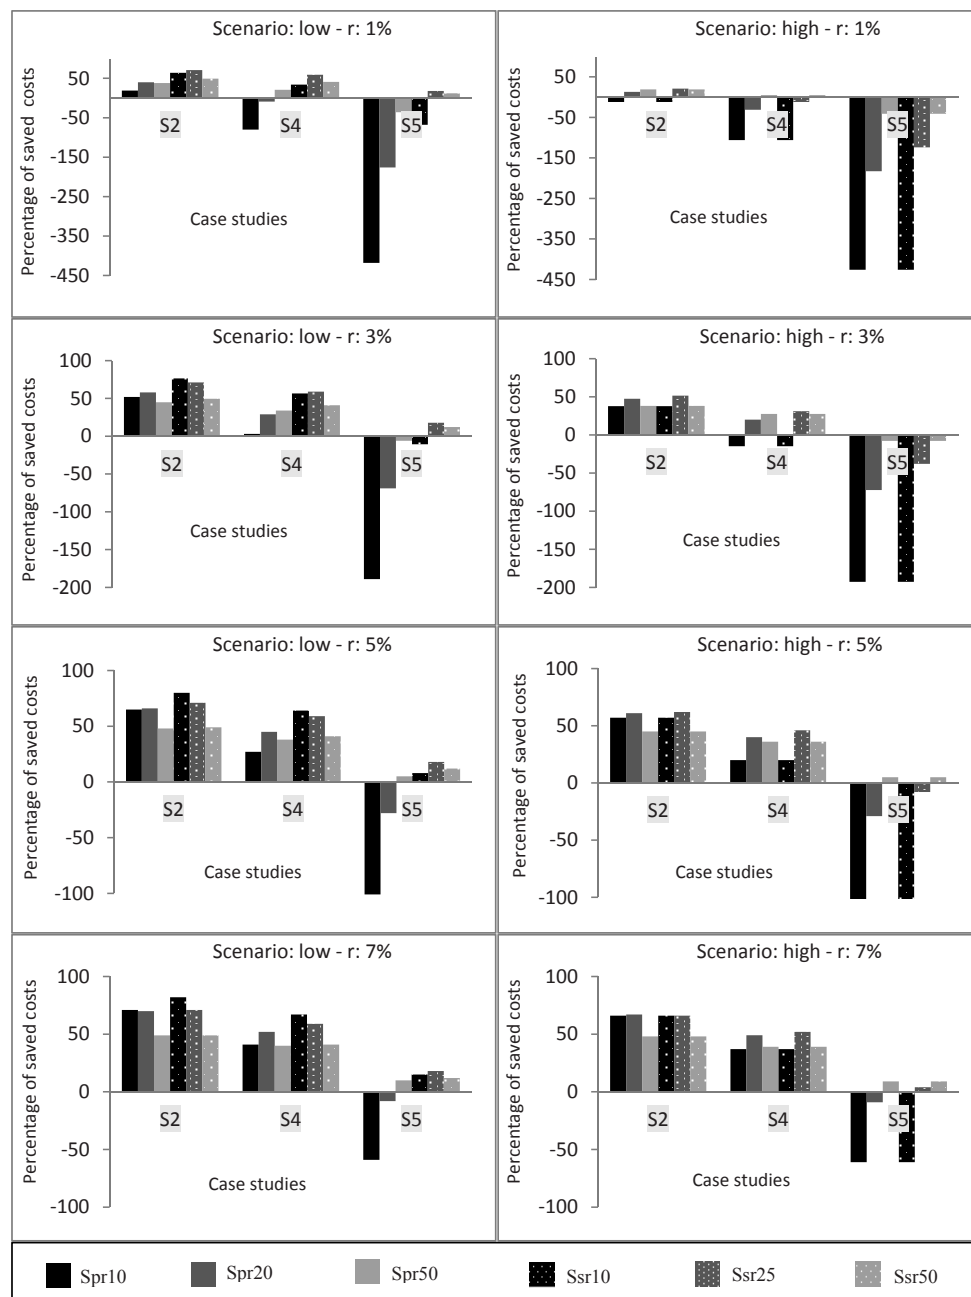 Scenario: low - r: 1%
Percentage of saved costs
50
-50
-150
-250
-350
-450
S2
S4
S5
Case studies
Scenario: high - r: 1%
Percentage of saved costs
50
-50
-150
-250
-350
-450
S2
S4
S5
Case studies
Scenario: low - r: 3%
Percentage of saved costs
100
50
0
-50
-100
-150
-200
S2
S4
S5
Case studies
Scenario: high - r: 3%
Percentage of saved costs
100
50
0
-50
-100
-150
-200
S2
S4
S5
Case studies
Scenario: low - r: 5%
Percentage of saved costs
100
50
0
-50
-100
S2
S4
S5
Case studies
Scenario: high - r: 5%
Percentage of saved costs
100
50
0
-50
-100
S2
S4
S5
Case studies
Scenario: low - r: 7%
Percentage of saved costs
100
50
0
-50
-100
S2
S4
S5
Case studies
Scenario: high - r: 7%
Percentage of saved costs
100
50
0
-50
-100
S2
S4
S5
Case studies
Spr10
Spr20
Spr50
Ssr10
Ssr25
Ssr50